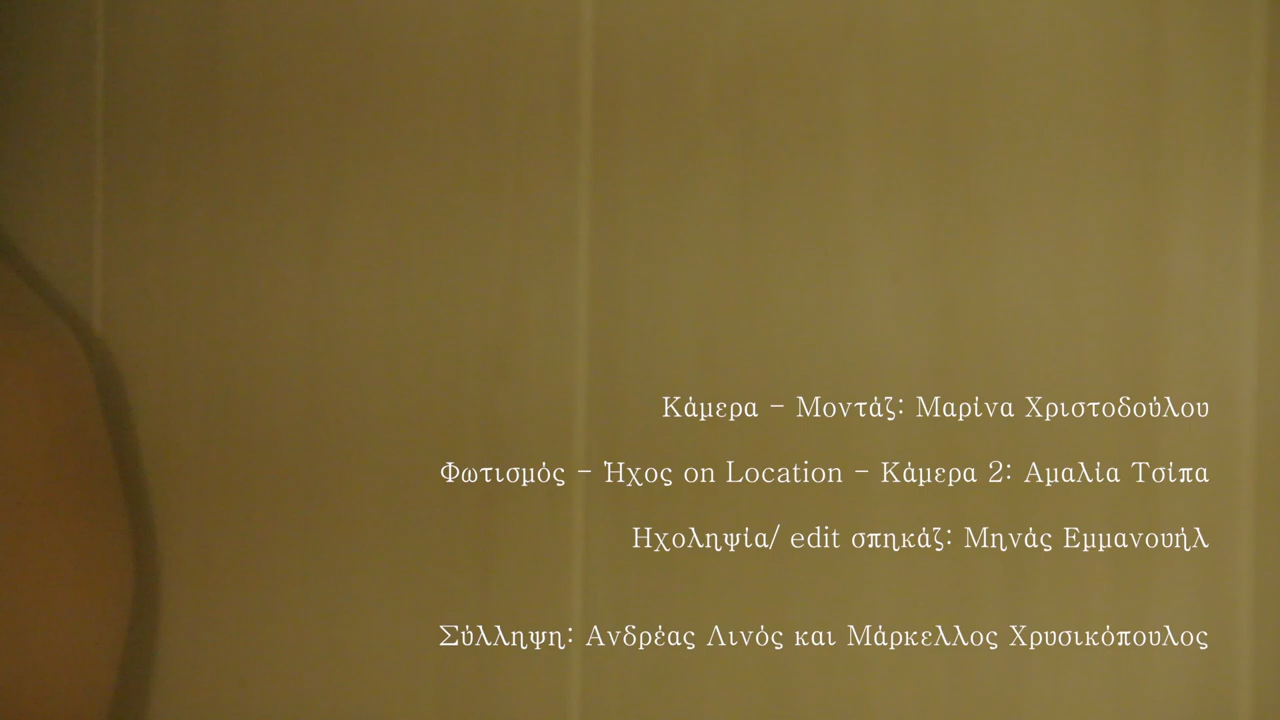 Κάμερα - Μοντάζ: Μαρίνα Χριστοδούλου
Φωτισμός - Ήχος on Location - Κάμερα 2: Αμαλία Τσίπα
Ηχοληψία/ edit σπηκάζ: Μηνάς Εμμανουήλ
Σύλληψη: Ανδρέας Λινός και Μάρκελλος Χρυσικόπουλος